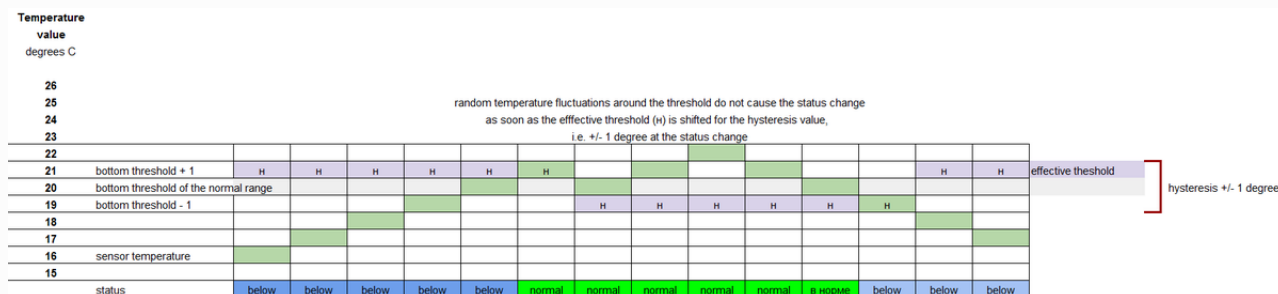 Temperature
value
degrees C
26
25 random temperature fluctuations around the threshold do not cause the status change
24 as soon as the efffective threshold (н) is shifted for the hysteresis value,
23 i.e. +/- 1 degree at the status change
22
21 bottom threshold + 1 н н н н н н н н effective theshold
20 bottom threshold of the normal range hysteresis +/- 1 degree
19 bottom threshold - 1 н н н н н н
18
17
16 sensor temperature
15
status below below below below below normal normal normal normal normal в норме below below below